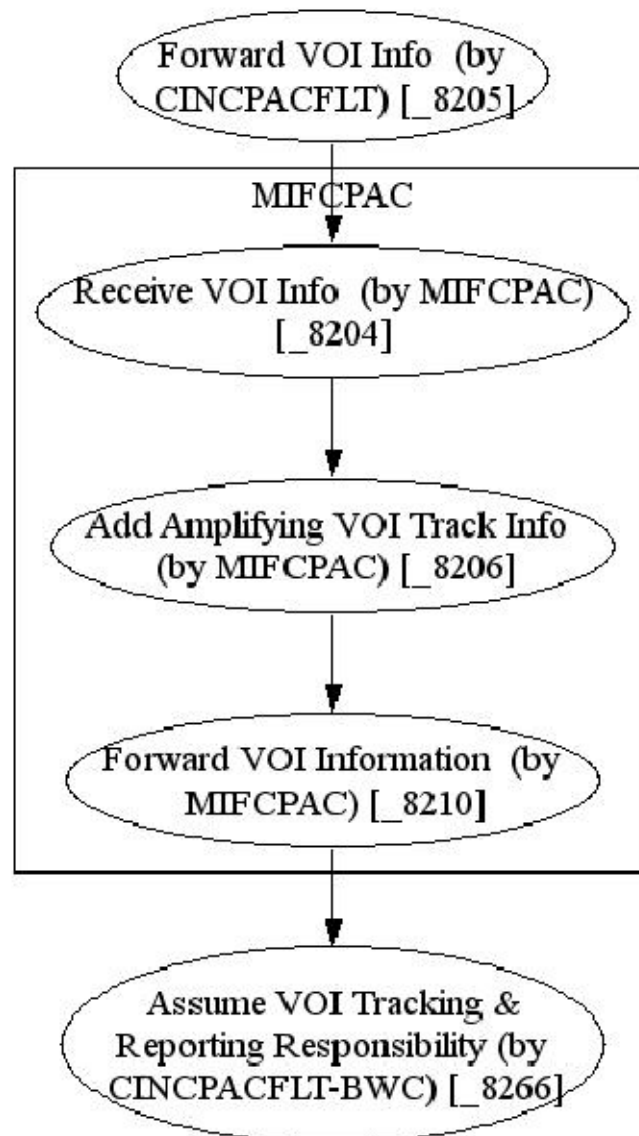 Forward VOI Info (by
CINCPACFLT) [_8205]
MIFCPAC
Receive VOI Info (by MIFCPAC)
[_8204]
Add Amplifying VOI Track Info
(by MIFCPAC) [_8206]
Forward VOI Information (by
MIFCPAC) [_8210]
Assume VOI Tracking &
Reporting Responsibility (by
CINCPACFLT-BWC) [_8266]